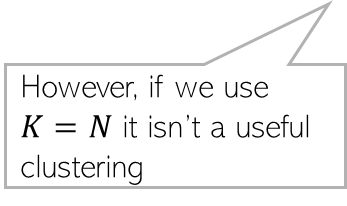 However, if we use
K = N it isn't a useful
clustering